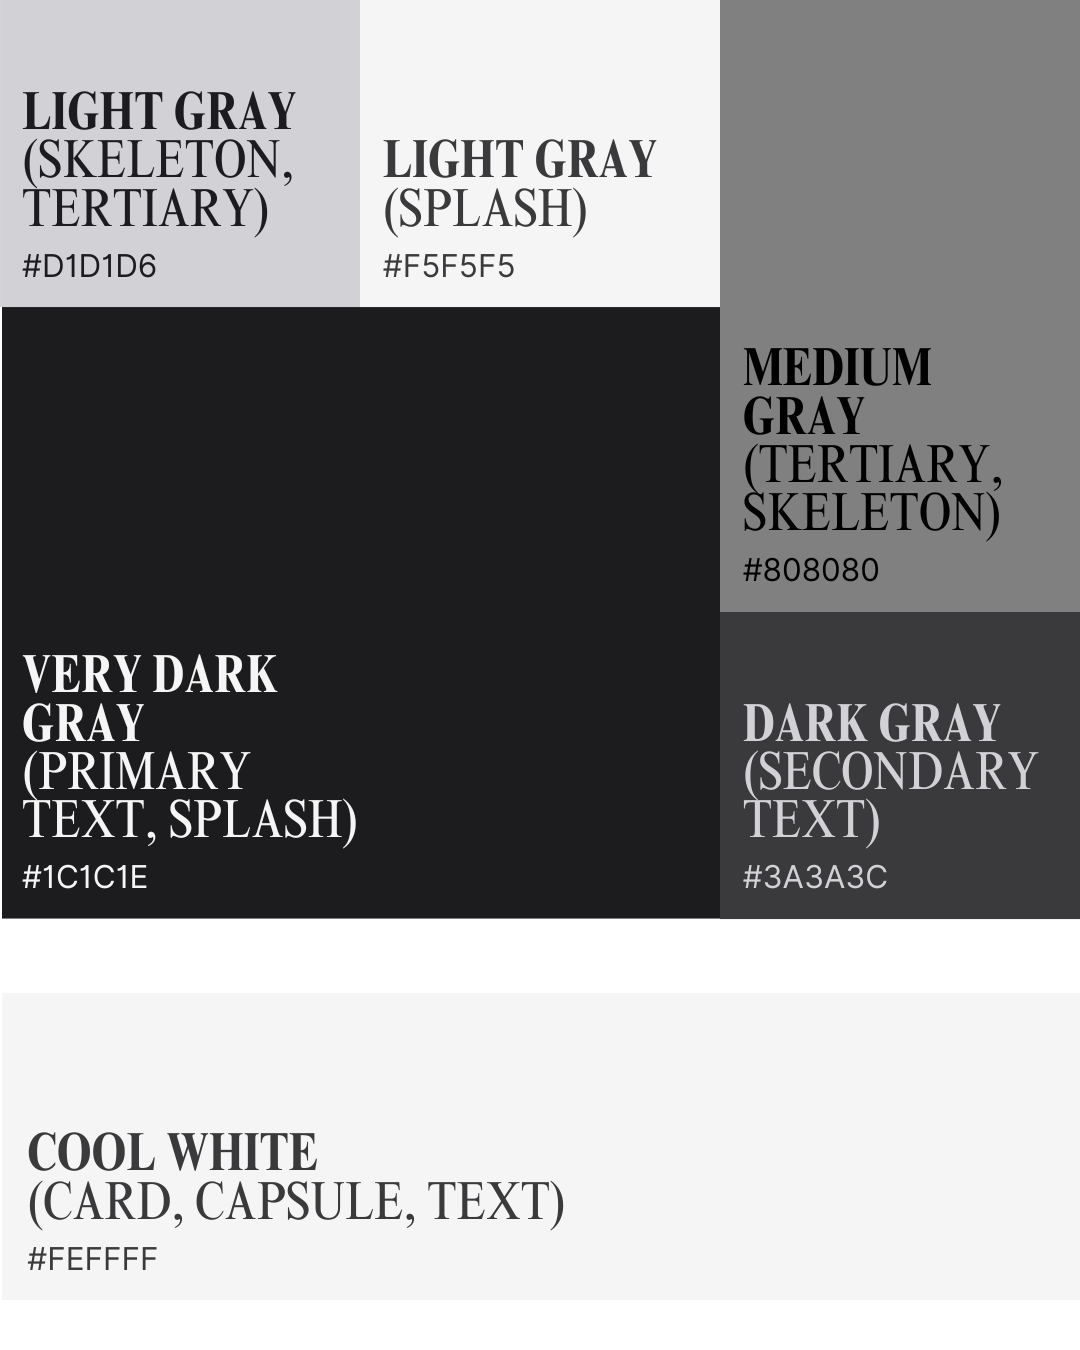 LIGHT GRAY
(SKELETON,
TERTIARY)
#D1D1D6
LIGHT GRAY
(SPLASH)
#F5F5F5
MEDIUM
GRAY
(TERTIARY,
SKELETON)
#808080
VERY DARK
GRAY
(PRIMARY
TEXT, SPLASH)
#1C1C1E
DARK GRAY
(SECONDARY
TEXT)
#3A3A3C
COOL WHITE
(CARD, CAPSULE, TEXT)
#FEFFFF